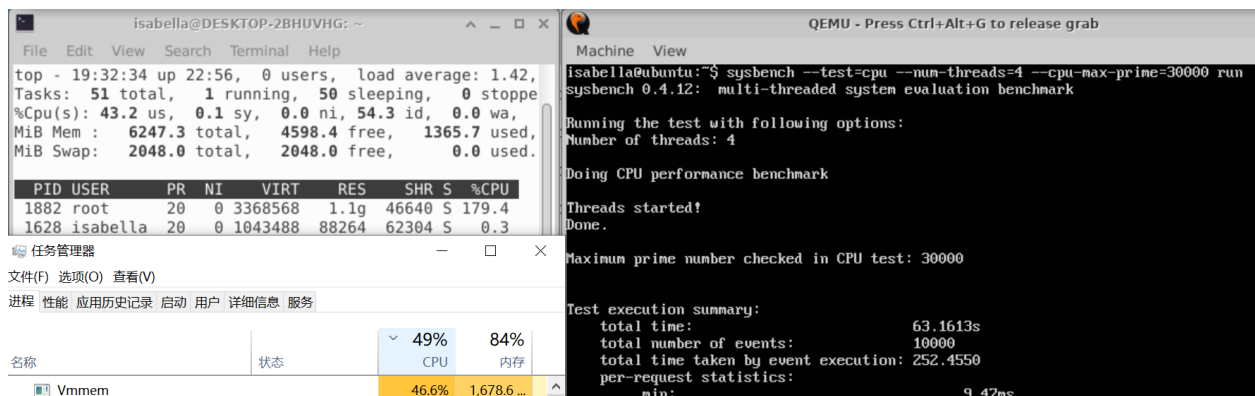 isabella@DESKTOP-2BHUVHG: ~
File Edit View Search Terminal Help
top - 19:32:34 up 22:56, 0 users, load average: 1.42,
Tasks: 51 total, 1 running, 50 sleeping, 0 stoppe
%Cpu(s): 43.2 us, 0.1 sy, 0.0 ni, 54.3 id, 0.0 wa,
MiB Mem : 6247.3 total, 4598.4 free, 1365.7 used,
MiB Swap: 2048.0 total, 2048.0 free, 0.0 used.
PID USER PR NI VIRT RES SHR S %CPU
1882 root 20 0 3368568 1.1g 46640 S 179.4
1628 isabella 20 0 1043488 88264 62304 S 0.3
任务管理器
文件(F) 选项(O) 查看(V)
进程 性能 应用历史记录 启动 用户 详细信息 服务
49% 84%
名称 状态 CPU 内存
Vmmem 46.6% 1,678.6 ...
QEMU - Press Ctrl+Alt+G to release grab
Machine View
isabella@ubuntu:~$ sysbench --test=cpu --num-threads=4 --cpu-max-prime=30000 run
sysbench 0.4.12: multi-threaded system evaluation benchmark
Running the test with following options:
Number of threads: 4
Doing CPU performance benchmark
Threads started!
Done.
Maximum prime number checked in CPU test: 30000
Test execution summary:
total time: 63.1613s
total number of events: 10000
total time taken by event execution: 252.4550
per-request statistics:
min: 9.42ms